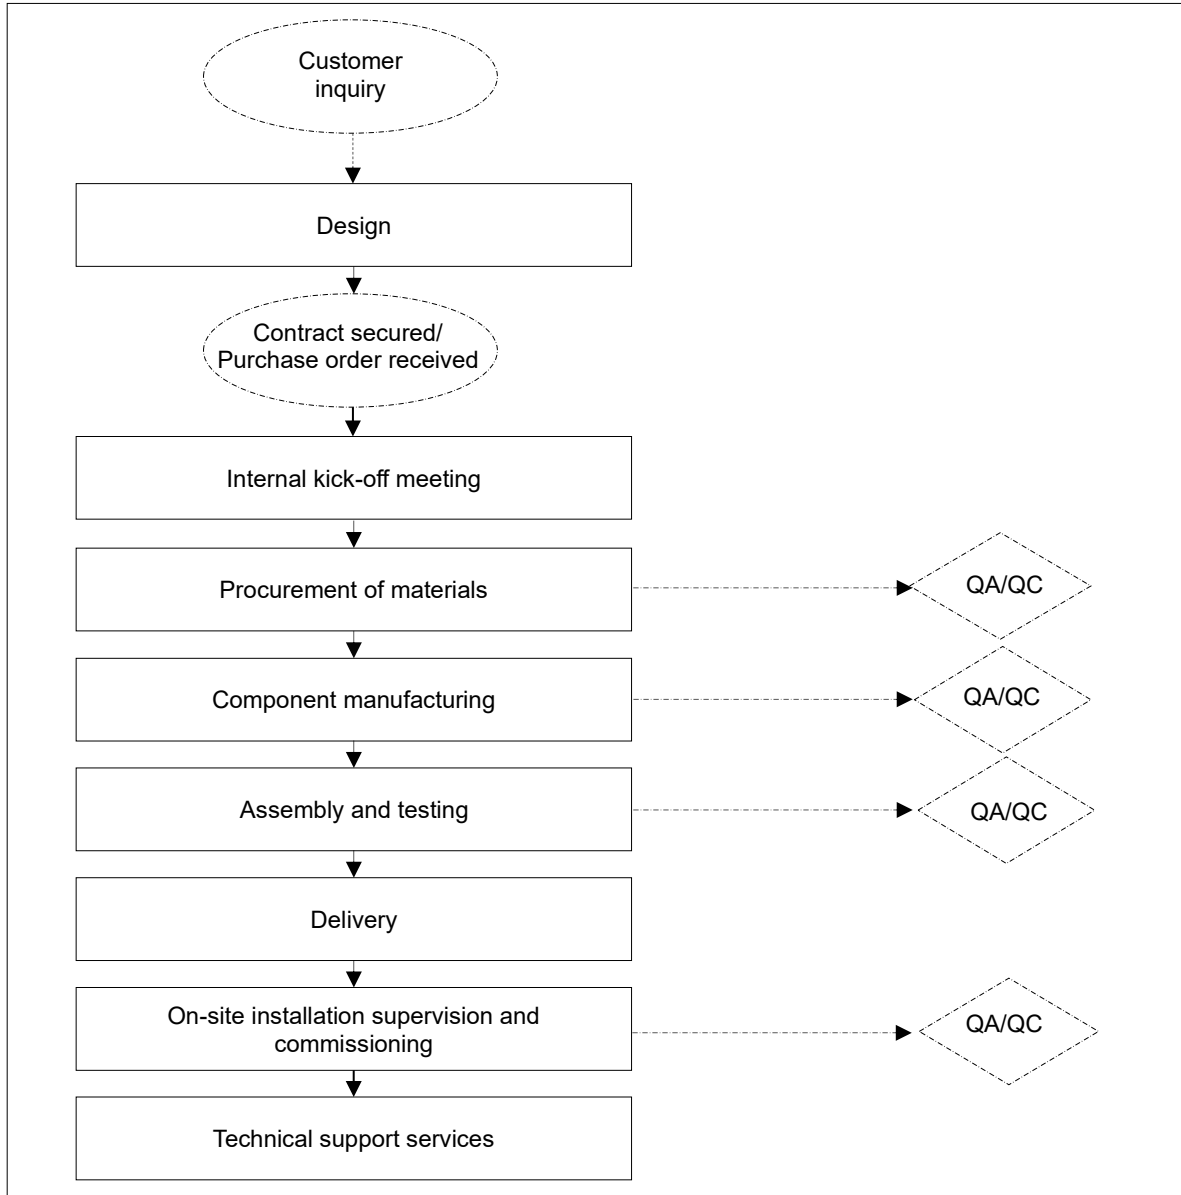 Customer
inquiry
Design
Contract secured/
Purchase order received
Internal kick-off meeting
Procurement of materials
QA/QC
Component manufacturing
QA/QC
Assembly and testing
QA/QC
Delivery
On-site installation supervision and
commissioning
QA/QC
Technical support services